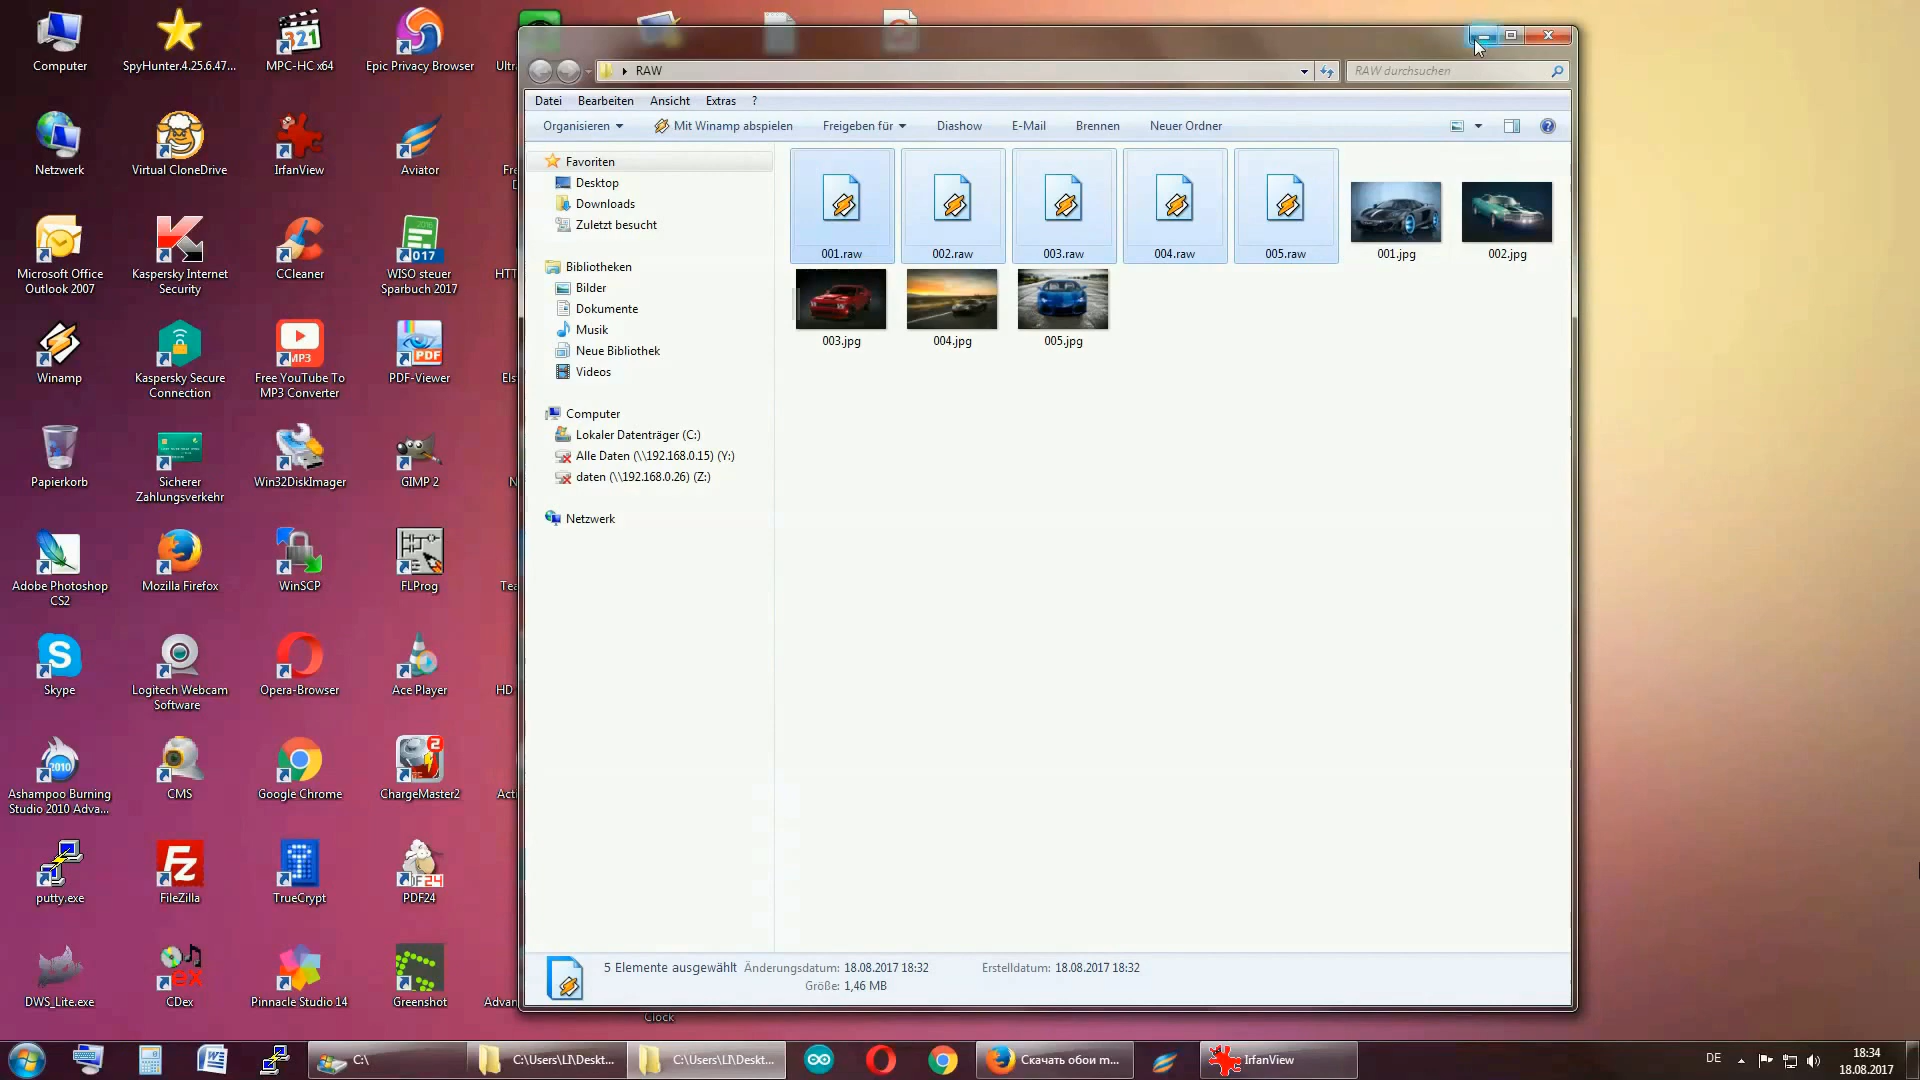 Computer
SpyHunter.4.25.6.47...
MPC-HC x64
Epic Privacy Browser
RAW
RAW durchsuchen
Datei Bearbeiten Ansicht Extras ?
Organisieren Mit Winamp abspielen Freigeben für Diashow E-Mail Brennen Neuer Ordner
Netzwerk
Virtual CloneDrive
IrfanView
Aviator
Microsoft Office
Outlook 2007
Kaspersky Internet
Security
CCleaner
2016
2017
WISO steuer
Sparbuch 2017
Winamp
Kaspersky Secure
Connection
MP3
Free YouTube To
MP3 Converter
PDF
PDF-Viewer
Papierkorb
Sicherer
Zahlungsverkehr
Win32DiskImager
GIMP 2
Adobe Photoshop
CS2
Mozilla Firefox
WinSCP
FLProg
Skype
Logitech Webcam
Software
Opera-Browser
Ace Player
2010
Ashampoo Burning
Studio 2010 Adva...
CMS
Google Chrome
2
ChargeMaster2
putty.exe
FileZilla
TrueCrypt
PDF24
DWS_Lite.exe
CDex
Pinnacle Studio 14
Greenshot
Clock
Favoriten
Desktop
Downloads
Zuletzt besucht
Bibliotheken
Bilder
Dokumente
Musik
Neue Bibliothek
Videos
Computer
Lokaler Datenträger (C:)
Alle Daten (\\192.168.0.15) (Y:)
daten (\\192.168.0.26) (Z:)
Netzwerk
001.raw 002.raw 003.raw 004.raw 005.raw 001.jpg 002.jpg
003.jpg 004.jpg 005.jpg
5 Elemente ausgewählt Änderungsdatum: 18.08.2017 18:32 Erstelldatum: 18.08.2017 18:32
Größe: 1,46 MB
C:\
C:\Users\LI\Deskt...
C:\Users\LI\Deskt...
Скачать обои m...
IrfanView
DE
18:34
18.08.2017